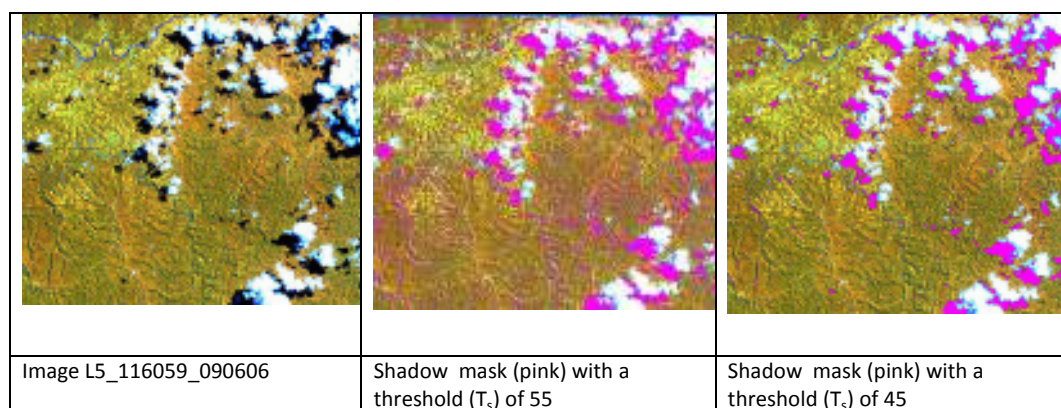 Image L5_116059_090606
Shadow mask (pink) with a
threshold (Ts) of 55
Shadow mask (pink) with a
threshold (Ts) of 45